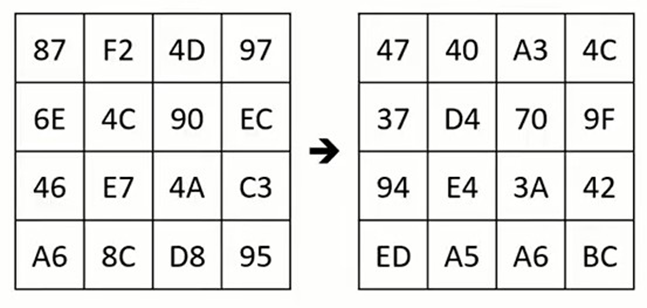 87 F2 4D 97 47 40 A3 4C
6E 4C 90 EC 37 D4 70 9F
➔
46 E7 4A C3 94 E4 3A 42
A6 8C D8 95 ED A5 A6 BC